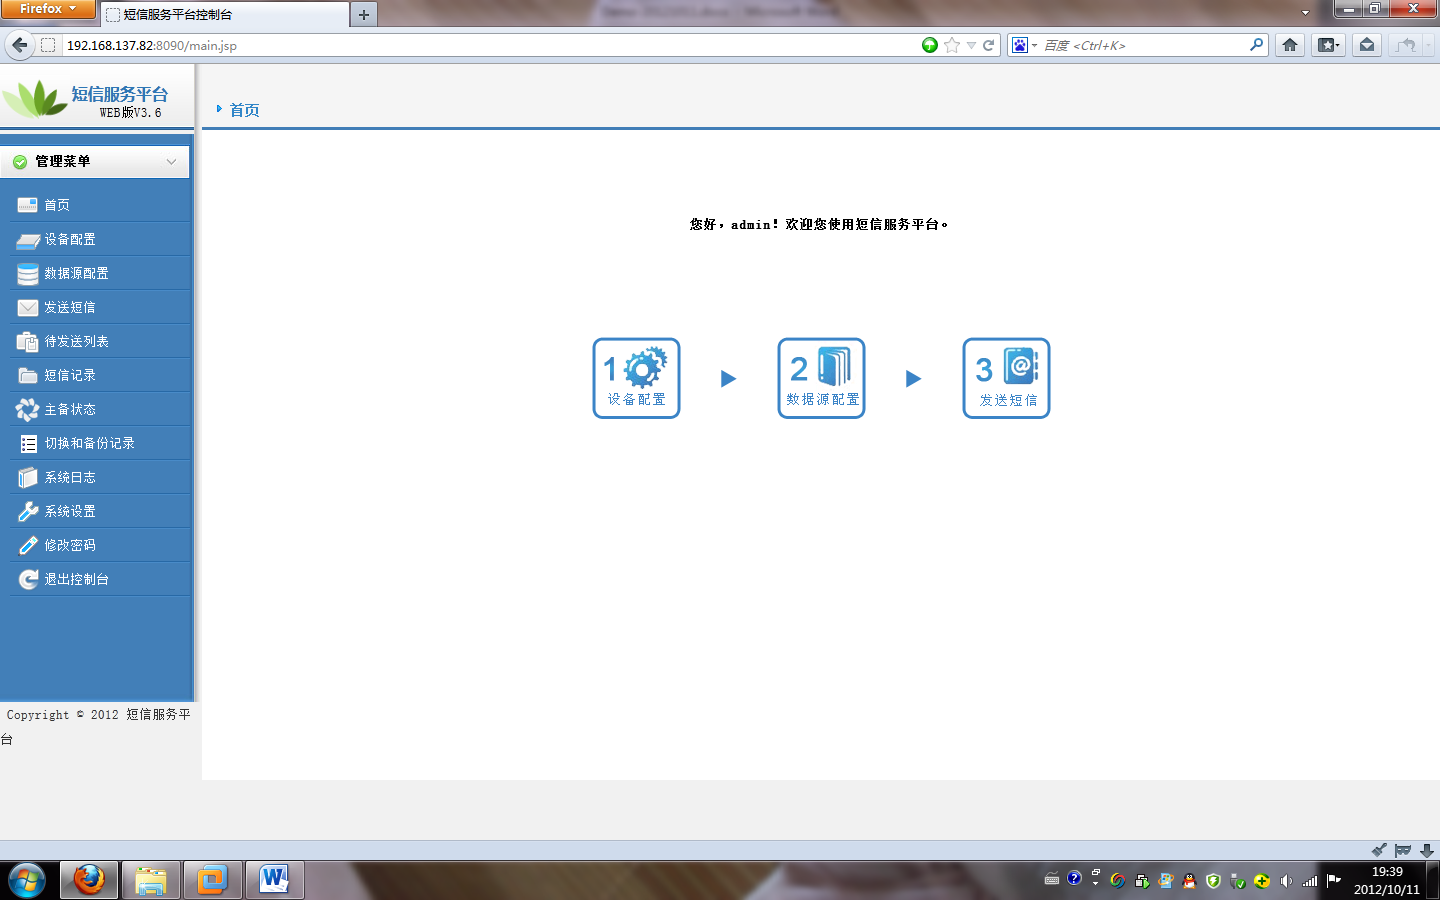 Firefox
短信服务平台控制台
192.168.137.82:8090/main.jsp
百度 <Ctrl+K>
短信服务平台
WEB版V3.6
首页
管理菜单
首页
设备配置
数据源配置
发送短信
待发送列表
短信记录
主备状态
切换和备份记录
系统日志
系统设置
修改密码
退出控制台
您好，admin！欢迎您使用短信服务平台。
1
设备配置
2
数据源配置
3
发送短信
Copyright © 2012 短信服务平
台
19:39
2012/10/11